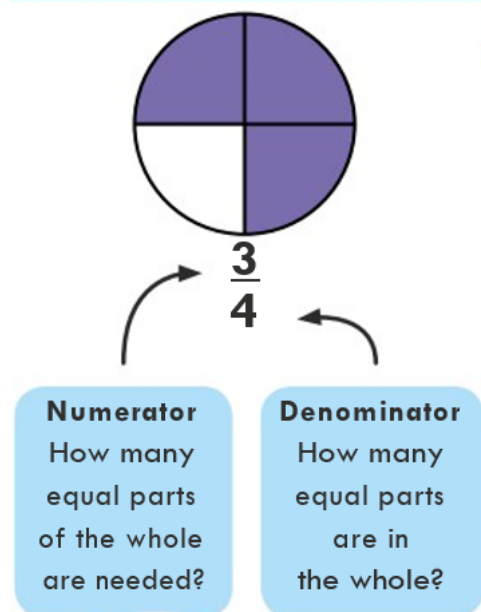 3
4
Numerator
How many
equal parts
of the whole
are needed?
Denominator
How many
equal parts
are in
the whole?